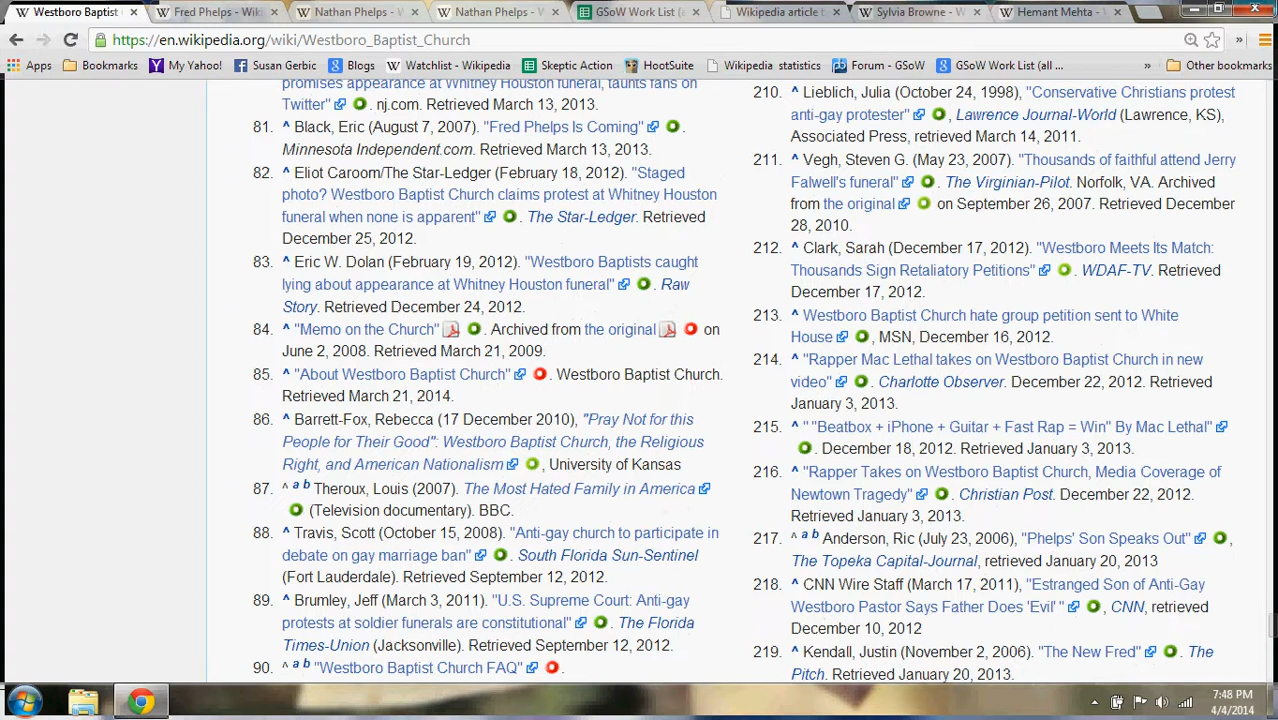 Westboro Baptist
Fred Phelps - Wiki
Nathan Phelps - Wiki
Nathan Phelps - Wiki
GSoW Work List (e
Wikipedia article t
Sylvia Browne - W
Hemant Mehta - W
https://en.wikipedia.org/wiki/Westboro_Baptist_Church
Apps Bookmarks My Yahoo! Susan Gerbic Blogs Watchlist - Wikipedia Skeptic Action HootSuite Wikipedia statistics Forum - GSoW GSoW Work List (all ... » Other bookmarks
promises appearance at Whitney Houston funeral, taunts fans on
Twitter". nj.com. Retrieved March 13, 2013.
81. ^ Black, Eric (August 7, 2007). "Fred Phelps Is Coming".
Minnesota Independent.com. Retrieved March 13, 2013.
82. ^ Eliot Caroom/The Star-Ledger (February 18, 2012). "Staged
photo? Westboro Baptist Church claims protest at Whitney Houston
funeral when none is apparent". The Star-Ledger. Retrieved
December 25, 2012.
83. ^ Eric W. Dolan (February 19, 2012). "Westboro Baptists caught
lying about appearance at Whitney Houston funeral". Raw
Story. Retrieved December 24, 2012.
84. ^ "Memo on the Church". Archived from the original on
June 2, 2008. Retrieved March 21, 2009.
85. ^ "About Westboro Baptist Church". Westboro Baptist Church.
Retrieved March 21, 2014.
86. ^ Barrett-Fox, Rebecca (17 December 2010), "Pray Not for this
People for Their Good": Westboro Baptist Church, the Religious
Right, and American Nationalism, University of Kansas
87. ^ a b Theroux, Louis (2007). The Most Hated Family in America
(Television documentary). BBC.
88. ^ Travis, Scott (October 15, 2008). "Anti-gay church to participate in
debate on gay marriage ban". South Florida Sun-Sentinel
(Fort Lauderdale). Retrieved September 12, 2012.
89. ^ Brumley, Jeff (March 3, 2011). "U.S. Supreme Court: Anti-gay
protests at soldier funerals are constitutional". The Florida
Times-Union (Jacksonville). Retrieved September 12, 2012.
90. ^ a b "Westboro Baptist Church FAQ".
210. ^ Lieblich, Julia (October 24, 1998), "Conservative Christians protest
anti-gay protester", Lawrence Journal-World (Lawrence, KS),
Associated Press, retrieved March 14, 2011.
211. ^ Vegh, Steven G. (May 23, 2007). "Thousands of faithful attend Jerry
Falwell's funeral". The Virginian-Pilot. Norfolk, VA. Archived
from the original on September 26, 2007. Retrieved December
28, 2010.
212. ^ Clark, Sarah (December 17, 2012). "Westboro Meets Its Match:
Thousands Sign Retaliatory Petitions". WDAF-TV. Retrieved
December 17, 2012.
213. ^ Westboro Baptist Church hate group petition sent to White
House, MSN, December 16, 2012.
214. ^ "Rapper Mac Lethal takes on Westboro Baptist Church in new
video". Charlotte Observer. December 22, 2012. Retrieved
January 3, 2013.
215. ^ " "Beatbox + iPhone + Guitar + Fast Rap = Win" By Mac Lethal"
. December 18, 2012. Retrieved January 3, 2013.
216. ^ "Rapper Takes on Westboro Baptist Church, Media Coverage of
Newtown Tragedy". Christian Post. December 22, 2012.
Retrieved January 3, 2013.
217. ^ a b Anderson, Ric (July 23, 2006), "Phelps' Son Speaks Out",
The Topeka Capital-Journal, retrieved January 20, 2013
218. ^ CNN Wire Staff (March 17, 2011), "Estranged Son of Anti-Gay
Westboro Pastor Says Father Does 'Evil' ", CNN, retrieved
December 10, 2012
219. ^ Kendall, Justin (November 2, 2006). "The New Fred". The
Pitch. Retrieved January 20, 2013.
7:48 PM
4/4/2014